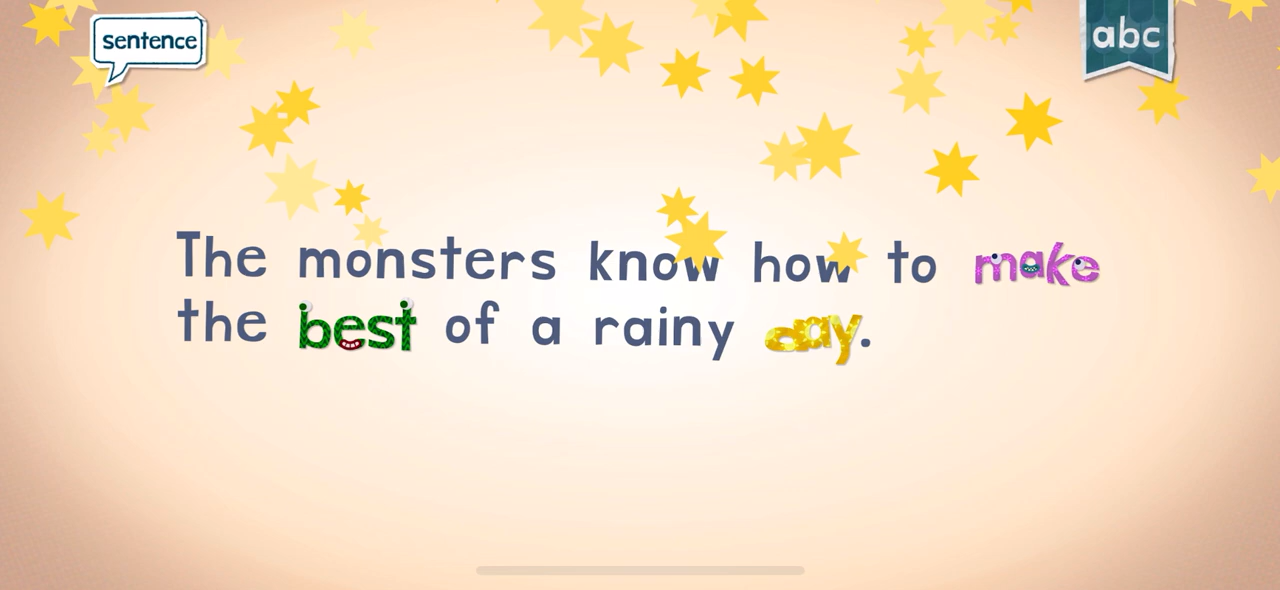 sentence
abc
The monsters know how to make
the best of a rainy day.